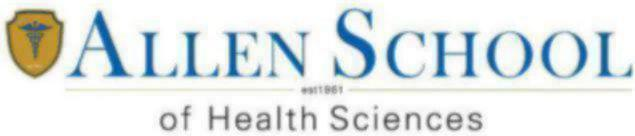 ALLEN SCHOOL
est1961
of Health Sciences